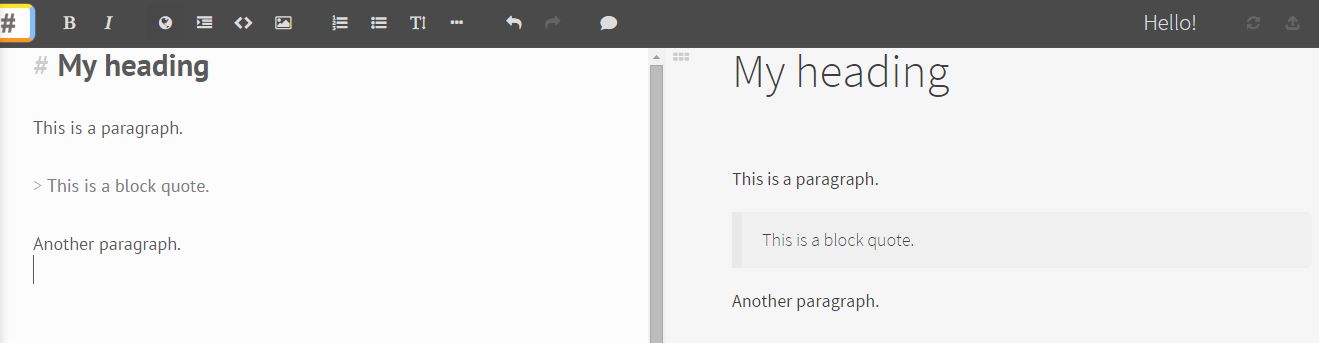 # B I T Hello!
# My heading
This is a paragraph.
> This is a block quote.
Another paragraph.
My heading
This is a paragraph.
This is a block quote.
Another paragraph.